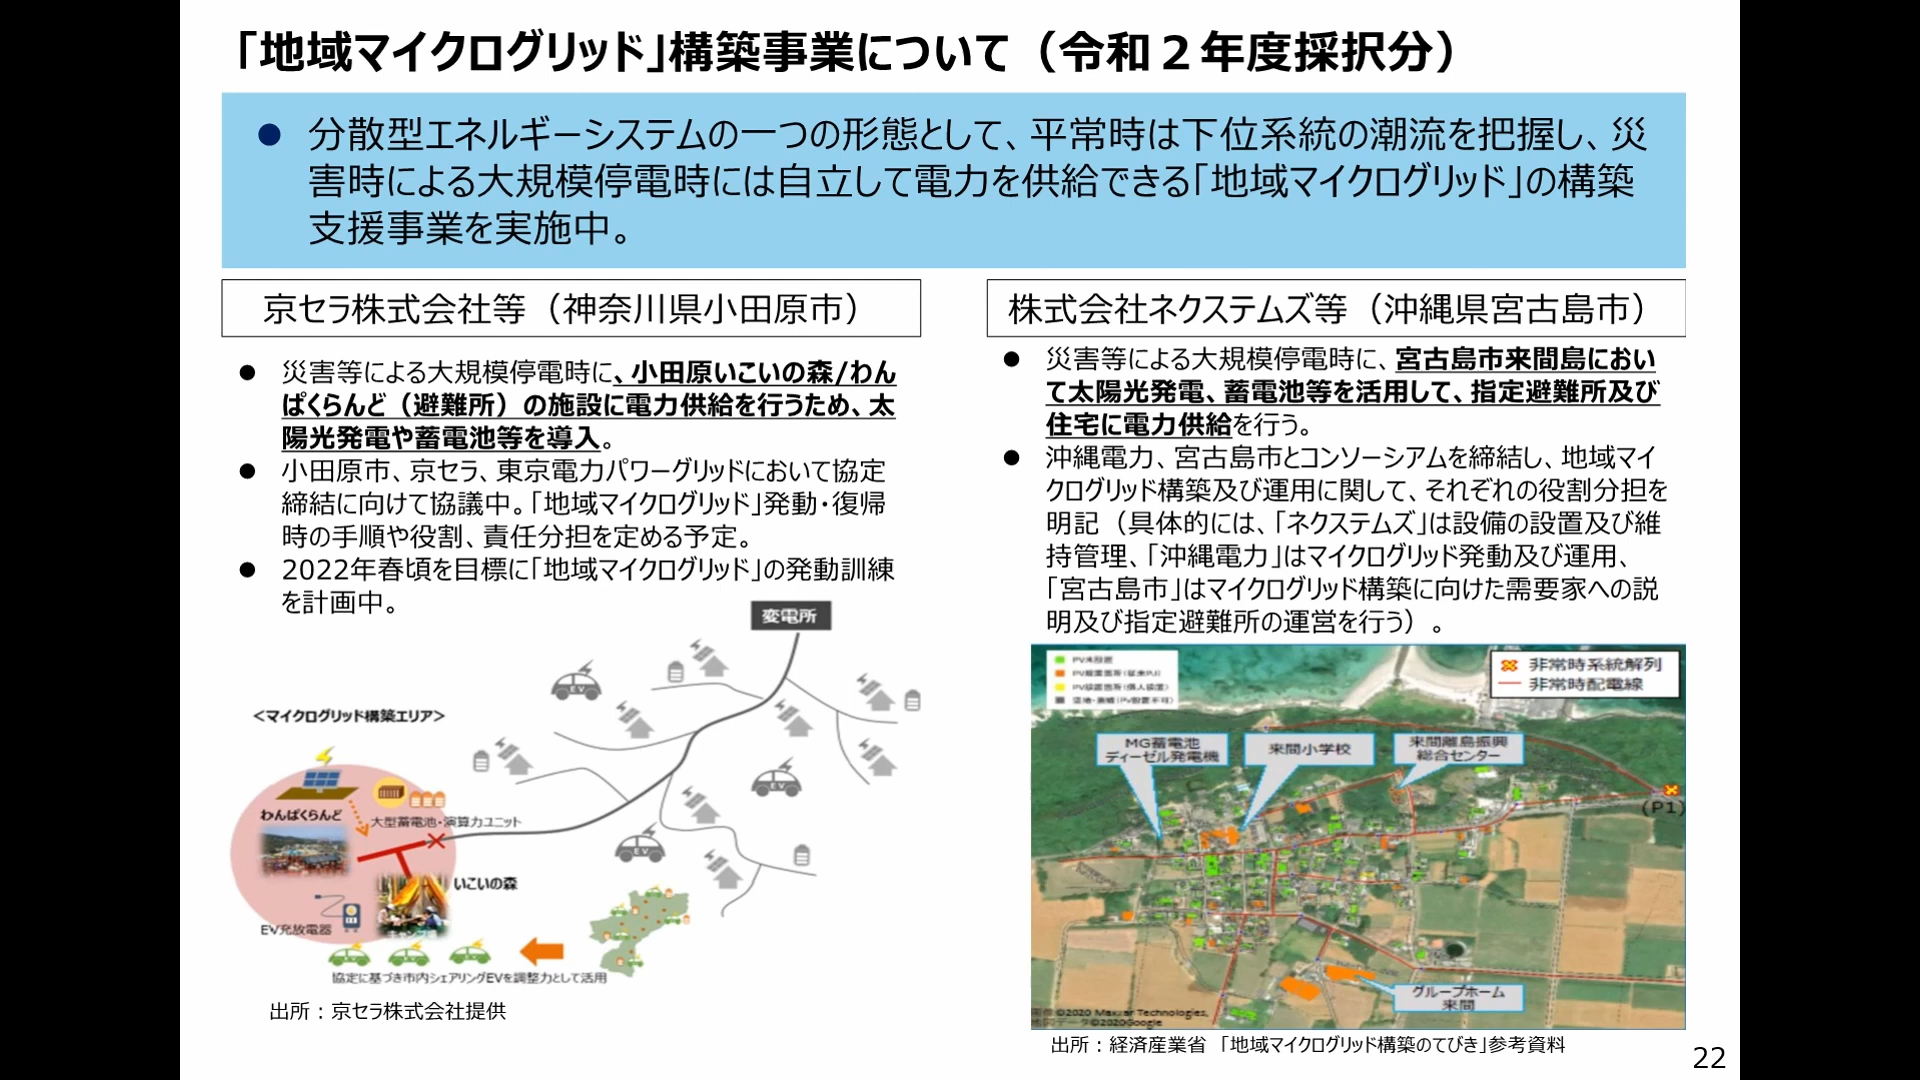 「地域マイクログリッド」構築事業について（令和２年度採択分）
● 分散型エネルギーシステムの一つの形態として、平常時は下位系統の潮流を把握し、災
害時による大規模停電時には自立して電力を供給できる「地域マイクログリッド」の構築
支援事業を実施中。
京セラ株式会社等（神奈川県小田原市）
● 災害等による大規模停電時に、小田原いこいの森/わん
ぱくらんど（避難所）の施設に電力供給を行うため、太
陽光発電や蓄電池等を導入。
● 小田原市、京セラ、東京電力パワーグリッドにおいて協定
締結に向けて協議中。「地域マイクログリッド」発動・復帰
時の手順や役割、責任分担を定める予定。
● 2022年春頃を目標に「地域マイクログリッド」の発動訓練
を計画中。
変電所
EV
＜マイクログリッド構築エリア＞
EV
わんぱくらんど
大型蓄電池・演算力ユニット
EV
いこいの森
EV充放電器
協定に基づき市内シェアリングEVを調整力として活用
出所：京セラ株式会社提供
株式会社ネクステムズ等（沖縄県宮古島市）
● 災害等による大規模停電時に、宮古島市来間島におい
て太陽光発電、蓄電池等を活用して、指定避難所及び
住宅に電力供給を行う。
● 沖縄電力、宮古島市とコンソーシアムを締結し、地域マイ
クログリッド構築及び運用に関して、それぞれの役割分担を
明記（具体的には、「ネクステムズ」は設備の設置及び維
持管理、「沖縄電力」はマイクログリッド発動及び運用、
「宮古島市」はマイクログリッド構築に向けた需要家への説
明及び指定避難所の運営を行う）。
PV未設置
非常時系統解列
非常時配電線
MG蓄電池
ディーゼル発電機
来間小学校
来間離島振興
総合センター
(P1)
グループホーム
来間
©2020 Maxar Technologies,
©2020Google
出所：経済産業省 「地域マイクログリッド構築のてびき」参考資料
22